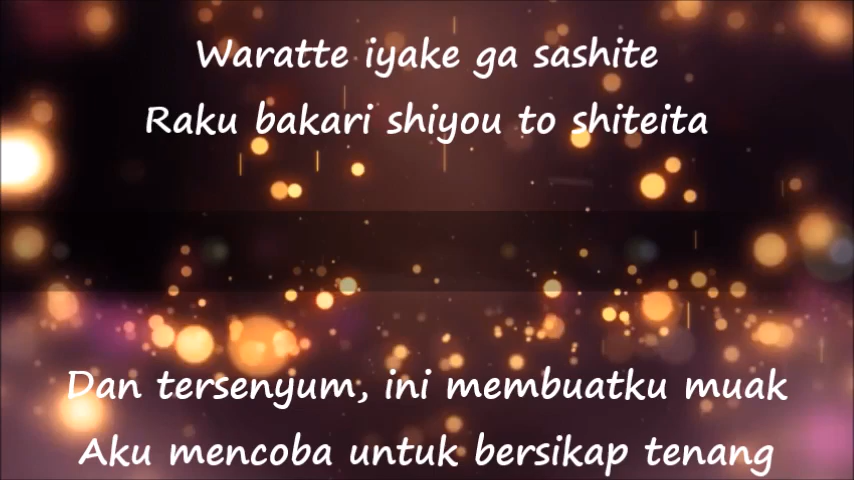 Waratte iyake ga sashite
Raku bakari shiyou to shiteita
Dan tersenyum, ini membuatku muak
Aku mencoba untuk bersikap tenang